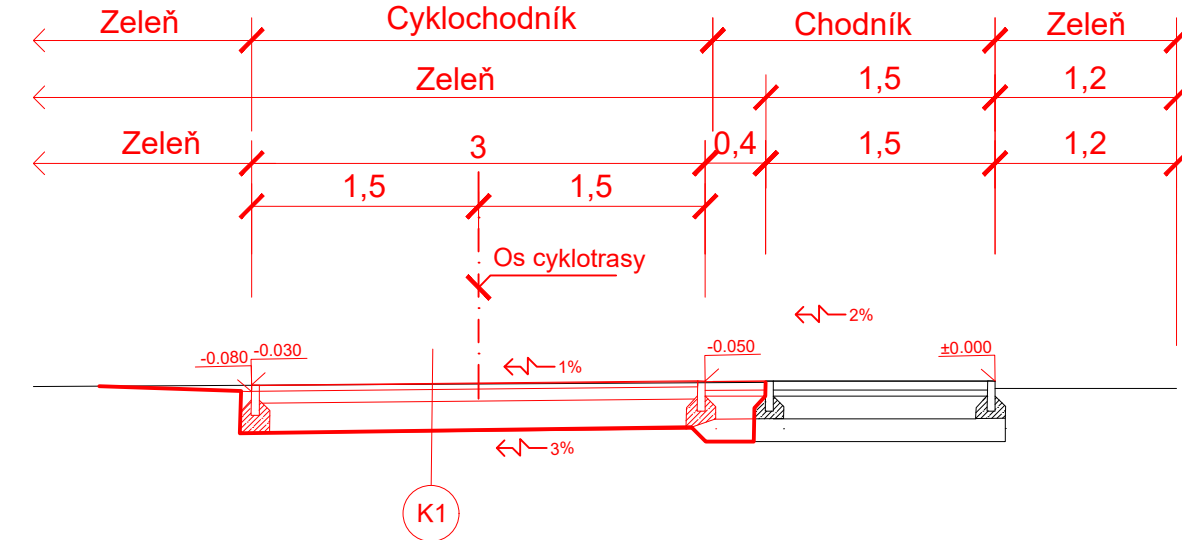 Zeleň Cyklochodník Chodník Zeleň
Zeleň 1,5 1,2
Zeleň 3 0,4 1,5 1,2
1,5 1,5
Os cyklotrasy
2%
-0.080 -0.030 -0.050 ±0.000
1%
3%
K1